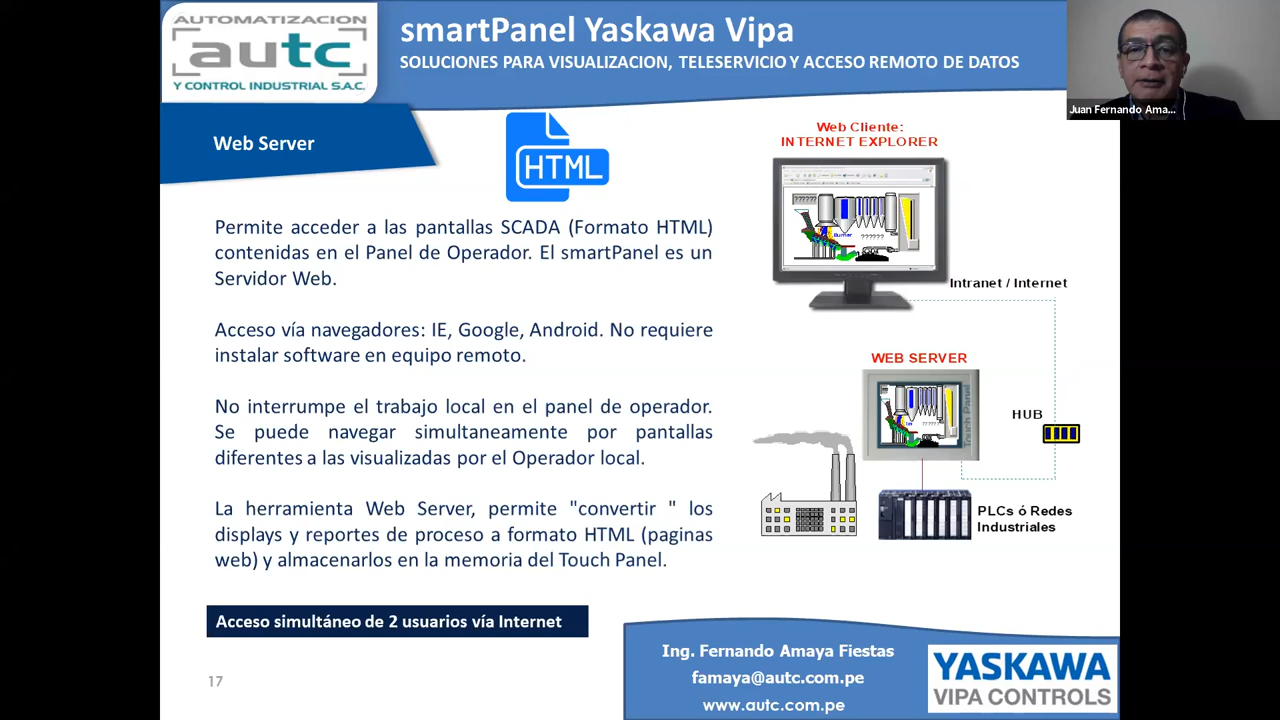 AUTOMATIZACION
autc
Y CONTROL INDUSTRIAL S.A.C.
smartPanel Yaskawa Vipa
SOLUCIONES PARA VISUALIZACION, TELESERVICIO Y ACCESO REMOTO DE DATOS
Juan Fernando Ama...
Web Server
HTML
Permite acceder a las pantallas SCADA (Formato HTML)
contenidas en el Panel de Operador. El smartPanel es un
Servidor Web.
Acceso vía navegadores: IE, Google, Android. No requiere
instalar software en equipo remoto.
No interrumpe el trabajo local en el panel de operador.
Se puede navegar simultaneamente por pantallas
diferentes a las visualizadas por el Operador local.
La herramienta Web Server, permite "convertir " los
displays y reportes de proceso a formato HTML (paginas
web) y almacenarlos en la memoria del Touch Panel.
Acceso simultáneo de 2 usuarios vía Internet
Web Cliente:
INTERNET EXPLORER
??????
Burner
??????
Intranet / Internet
WEB SERVER
Touch Panel
HUB
PLCs ó Redes
Industriales
Ing. Fernando Amaya Fiestas
famaya@autc.com.pe
www.autc.com.pe
YASKAWA
VIPA CONTROLS
17